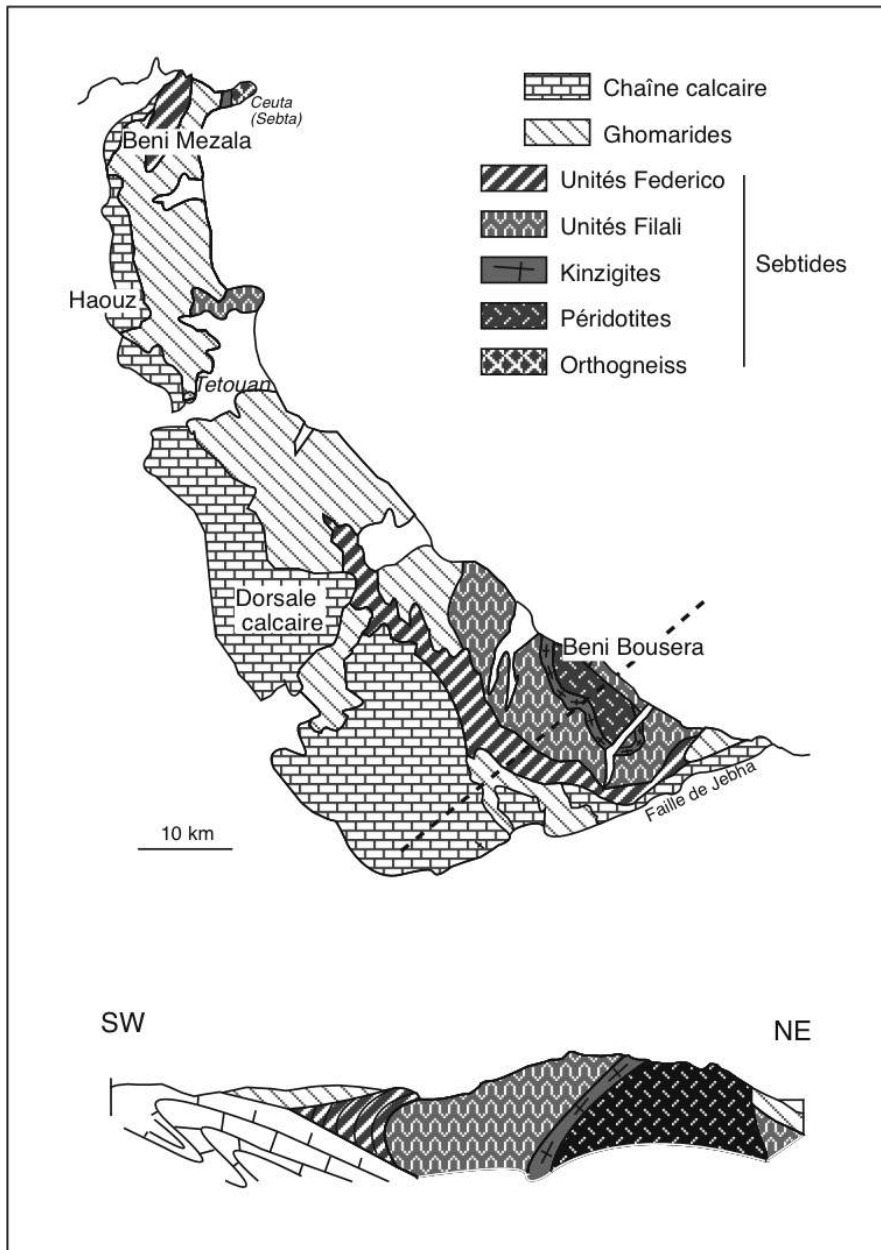 Ceuta
(Sebta)
Beni Mezala
Haouz
Tetouan
Dorsale
calcaire
Beni Bousera
Faille de Jebha
10 km
Chaîne calcaire
Ghomarides
Unités Federico
Unités Filali
Kinzigites
Péridotites
Orthogneiss
Sebtides
SW
NE